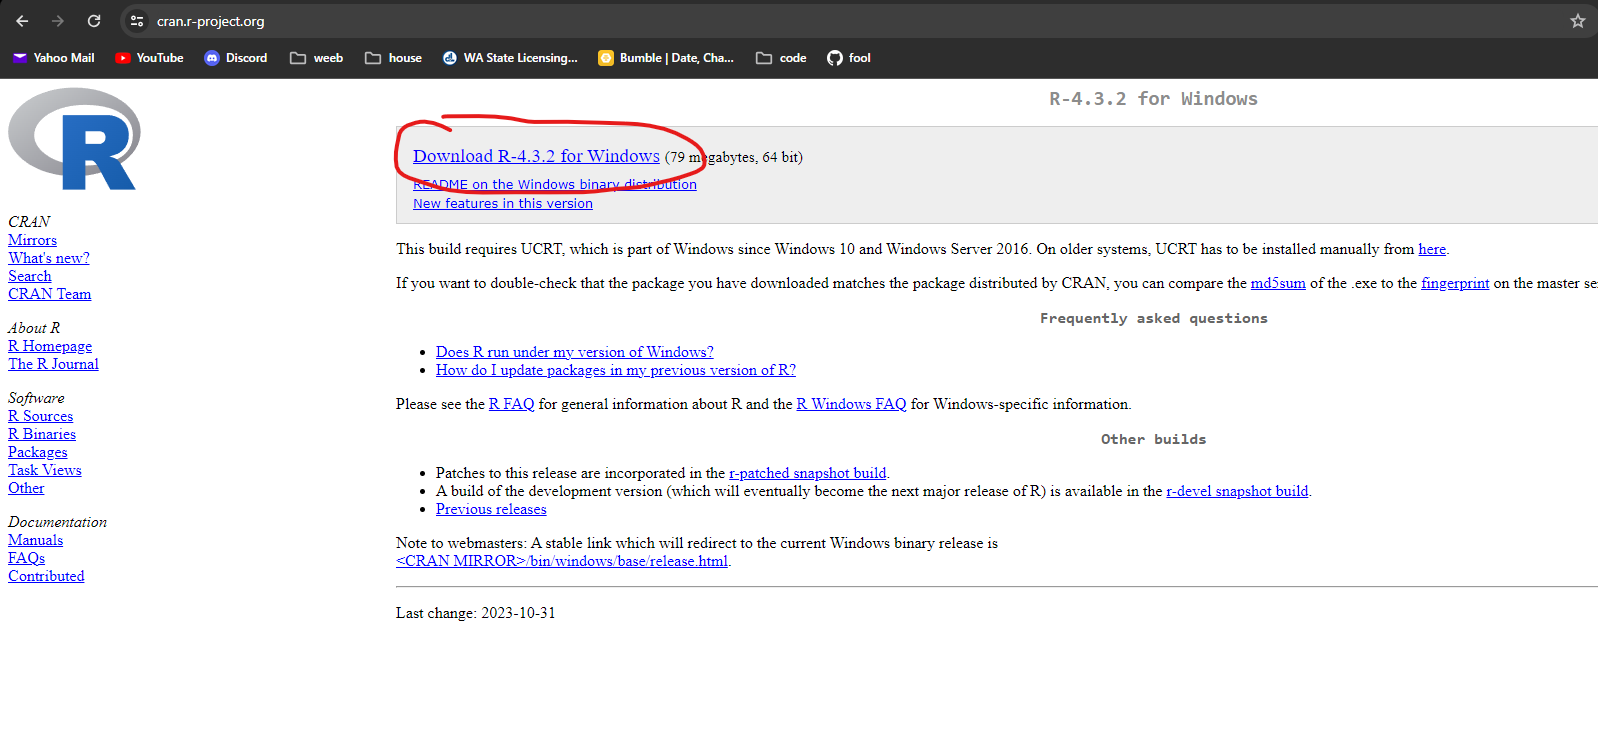 cran.r-project.org
Yahoo Mail YouTube Discord weeb house WA State Licensing... Bumble | Date, Cha... code fool
R
CRAN
Mirrors
What's new?
Search
CRAN Team
About R
R Homepage
The R Journal
Software
R Sources
R Binaries
Packages
Task Views
Other
Documentation
Manuals
FAQs
Contributed
R-4.3.2 for Windows
Download R-4.3.2 for Windows (79 megabytes, 64 bit)
README on the Windows binary distribution
New features in this version
This build requires UCRT, which is part of Windows since Windows 10 and Windows Server 2016. On older systems, UCRT has to be installed manually from here.
If you want to double-check that the package you have downloaded matches the package distributed by CRAN, you can compare the md5sum of the .exe to the fingerprint on the master se
Frequently asked questions
Does R run under my version of Windows?
How do I update packages in my previous version of R?
Please see the R FAQ for general information about R and the R Windows FAQ for Windows-specific information.
Other builds
Patches to this release are incorporated in the r-patched snapshot build.
A build of the development version (which will eventually become the next major release of R) is available in the r-devel snapshot build.
Previous releases
Note to webmasters: A stable link which will redirect to the current Windows binary release is
<CRAN MIRROR>/bin/windows/base/release.html.
Last change: 2023-10-31